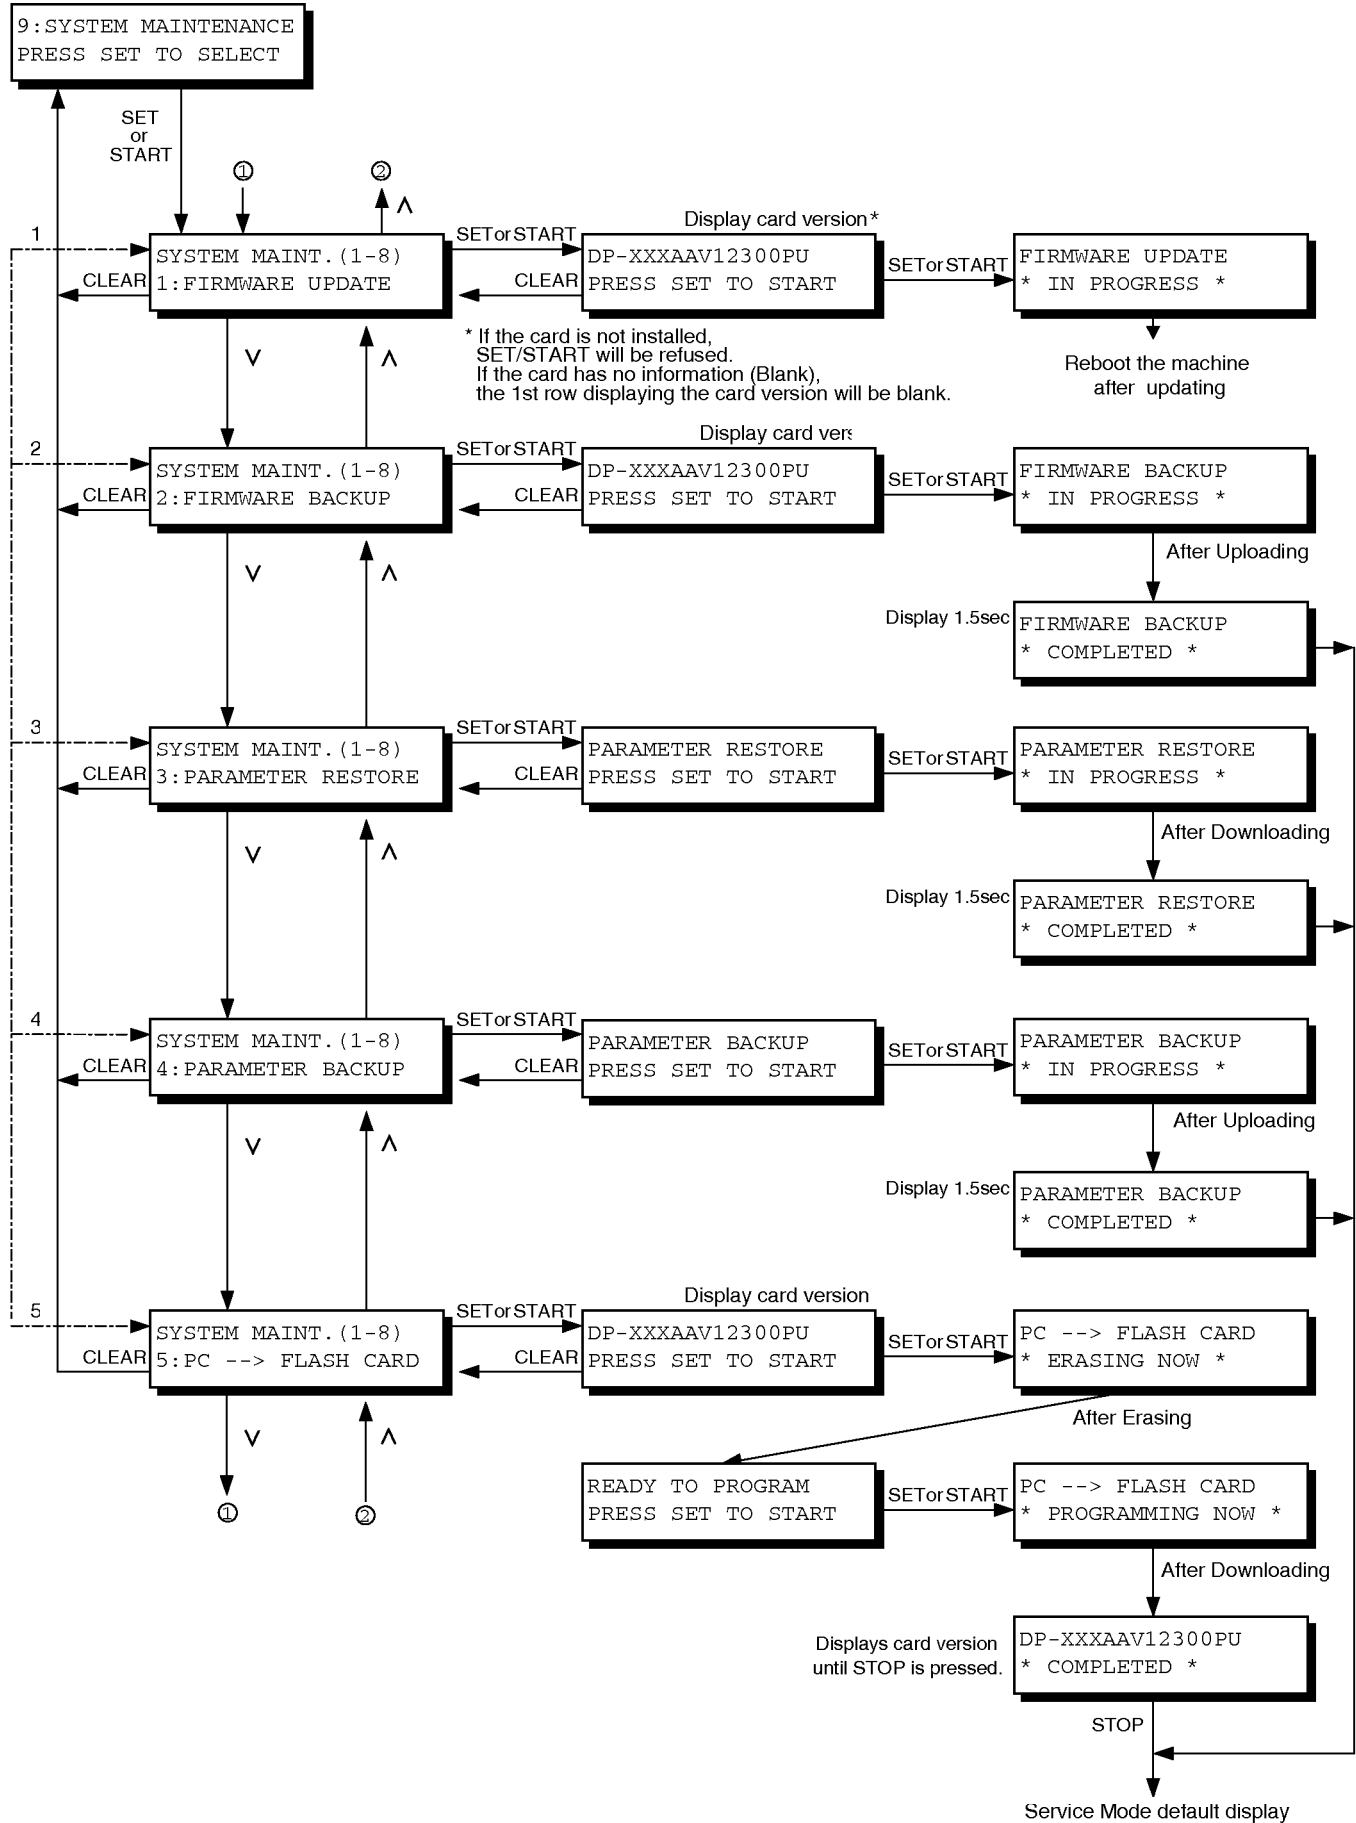 9:SYSTEM MAINTENANCE
PRESS SET TO SELECT
SET
or
START
①
②
∧
1
SYSTEM MAINT.(1-8)
1:FIRMWARE UPDATE
CLEAR
SETorSTART
CLEAR
Display card version*
DP-XXXAAV12300PU
PRESS SET TO START
SETorSTART
FIRMWARE UPDATE
* IN PROGRESS *
* If the card is not installed,
SET/START will be refused.
If the card has no information (Blank),
the 1st row displaying the card version will be blank.
Reboot the machine
after updating
∨
∧
2
SYSTEM MAINT.(1-8)
2:FIRMWARE BACKUP
CLEAR
SETorSTART
CLEAR
Display card vers
DP-XXXAAV12300PU
PRESS SET TO START
SETorSTART
FIRMWARE BACKUP
* IN PROGRESS *
After Uploading
∨
∧
Display 1.5sec
FIRMWARE BACKUP
* COMPLETED *
3
SYSTEM MAINT.(1-8)
3:PARAMETER RESTORE
CLEAR
SETorSTART
CLEAR
PARAMETER RESTORE
PRESS SET TO START
SETorSTART
PARAMETER RESTORE
* IN PROGRESS *
After Downloading
∨
∧
Display 1.5sec
PARAMETER RESTORE
* COMPLETED *
4
SYSTEM MAINT.(1-8)
4:PARAMETER BACKUP
CLEAR
SETorSTART
CLEAR
PARAMETER BACKUP
PRESS SET TO START
SETorSTART
PARAMETER BACKUP
* IN PROGRESS *
After Uploading
∨
∧
Display 1.5sec
PARAMETER BACKUP
* COMPLETED *
5
SYSTEM MAINT.(1-8)
5:PC --> FLASH CARD
CLEAR
SETorSTART
CLEAR
Display card version
DP-XXXAAV12300PU
PRESS SET TO START
SETorSTART
PC --> FLASH CARD
* ERASING NOW *
After Erasing
∨
∧
①
②
READY TO PROGRAM
PRESS SET TO START
SETorSTART
PC --> FLASH CARD
* PROGRAMMING NOW *
After Downloading
Displays card version
until STOP is pressed.
DP-XXXAAV12300PU
* COMPLETED *
STOP
Service Mode default display